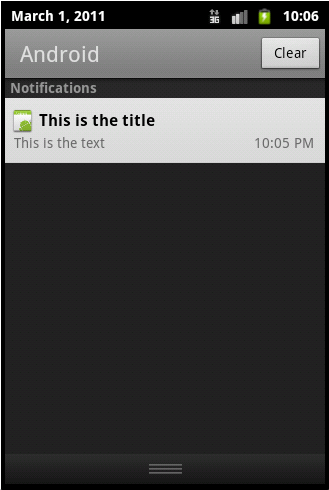 March 1, 2011 3G 10:06
Android Clear
Notifications
This is the title
This is the text 10:05 PM